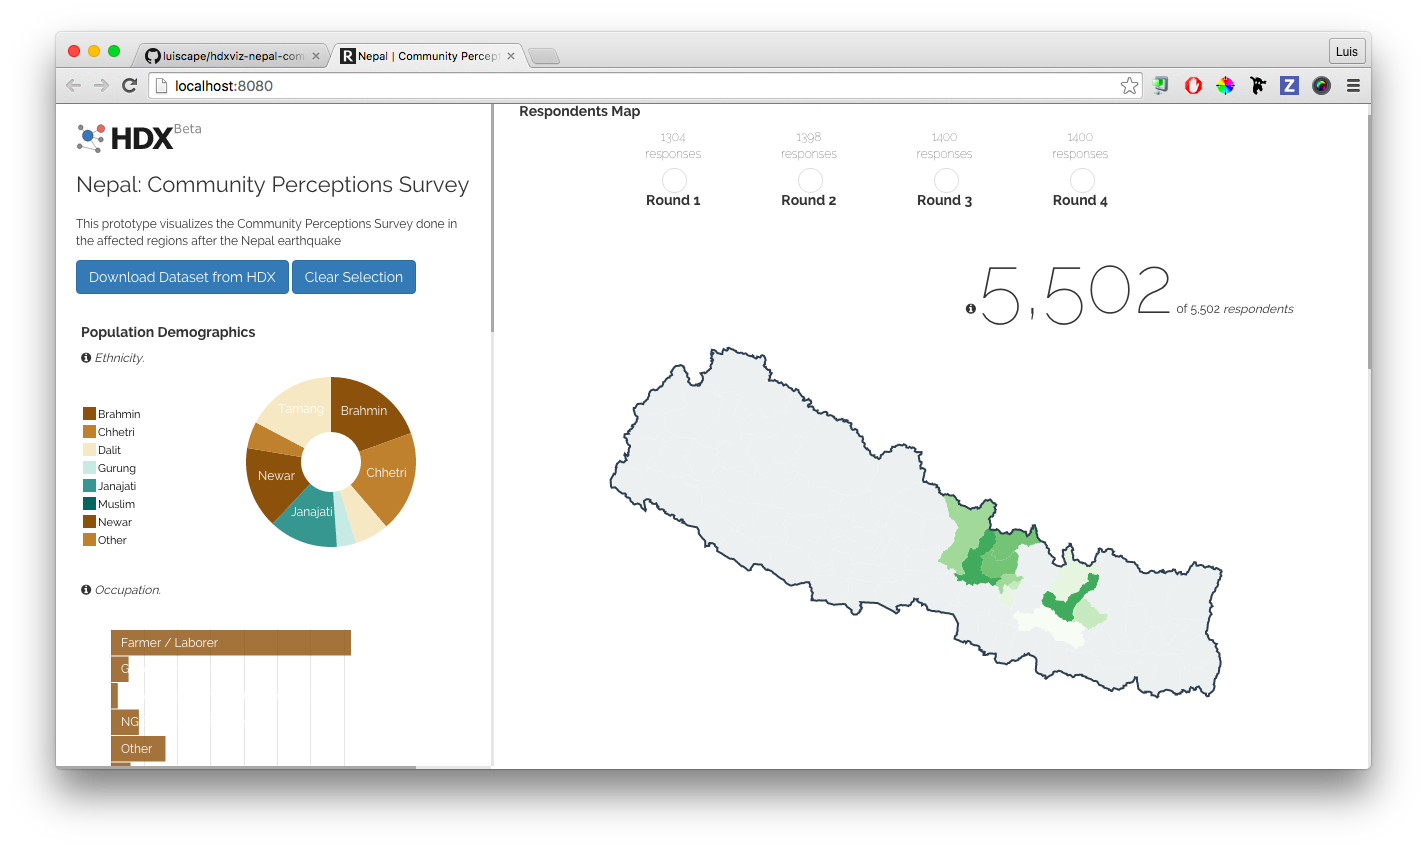 luiscape/hdxviz-nepal-com
Nepal | Community Percept
Luis
localhost:8080
HDX Beta
Nepal: Community Perceptions Survey
This prototype visualizes the Community Perceptions Survey done in
the affected regions after the Nepal earthquake
Download Dataset from HDX
Clear Selection
Population Demographics
Ethnicity.
Brahmin
Chhetri
Dalit
Gurung
Janajati
Muslim
Newar
Other
Tamang
Brahmin
Newar
Chhetri
Janajati
Occupation.
Farmer / Laborer
G
NG
Other
Respondents Map
1304
responses
Round 1
1398
responses
Round 2
1400
responses
Round 3
1400
responses
Round 4
5,502 of 5,502 respondents